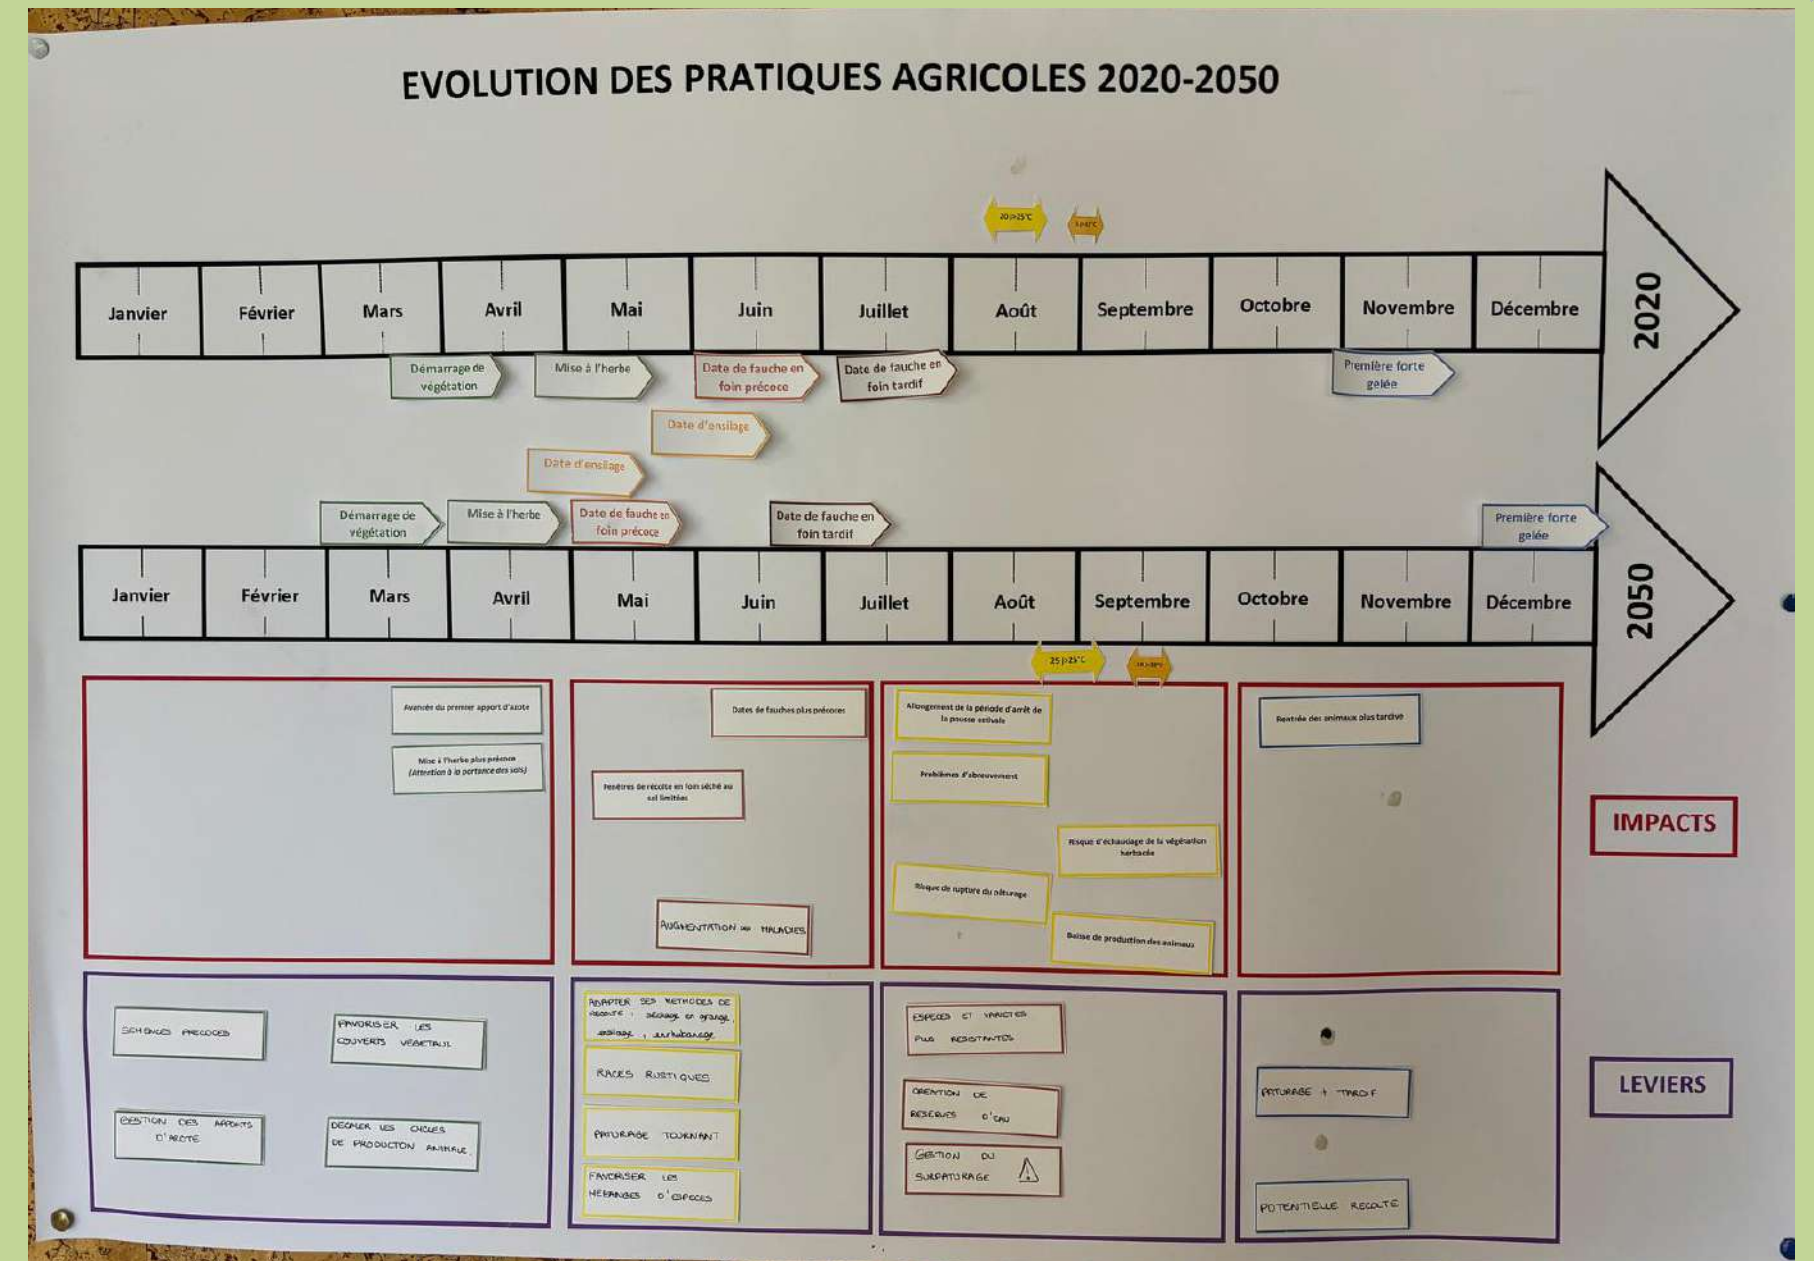 EVOLUTION DES PRATIQUES AGRICOLES 2020-2050
20 j>25°C
Janvier
Février
Mars
Avril
Mai
Juin
Juillet
Août
Septembre
Octobre
Novembre
Décembre
2020
Démarrage de
végétation
Mise à l'herbe
Date de fauche en
foin précoce
Date de fauche en
foin tardif
Première forte
gelée
Date d'ensilage
Date d'ensilage
Démarrage de
végétation
Mise à l'herbe
Date de fauche en
foin précoce
Date de fauche en
foin tardif
Première forte
gelée
Janvier
Février
Mars
Avril
Mai
Juin
Juillet
Août
Septembre
Octobre
Novembre
Décembre
2050
25 j>25°C
Avancée du premier apport d'azote
Mise à l'herbe plus précoce
(Attention à la portance des sols)
Dates de fauches plus précoces
Fenêtres de récolte en foin séché au
sol limitées
AUGMENTATION MALADIES
Allongement de la période d'arrêt de
la pousse estivale
Problèmes d'abreuvement
Risque d'échaudage de la végétation
herbacée
Risque de rupture du pâturage
Baisse de production des animaux
Rentrée des animaux plus tardive
IMPACTS
SEMENCES PRECOCES
FAVORISER LES
COUVERTS VEGETAUX
GESTION DES APPORTS
D'AZOTE
DECALER LES CYCLES
DE PRODUCTON ANIMALE.
ADAPTER SES METHODES DE
RECOLTE : séchage en grange,
ensilage, enrubannage
RACES RUSTIQUES
PATURAGE TOURNANT
FAVORISER LES
MELANGES D'ESPECES
ESPECES ET VARIETES
PLUS RESISTANTES
CREATION DE
RESERVES D'EAU
GESTION DU
SURPATURAGE
PATURAGE + TARDIF
POTENTIELLE RECOLTE
LEVIERS